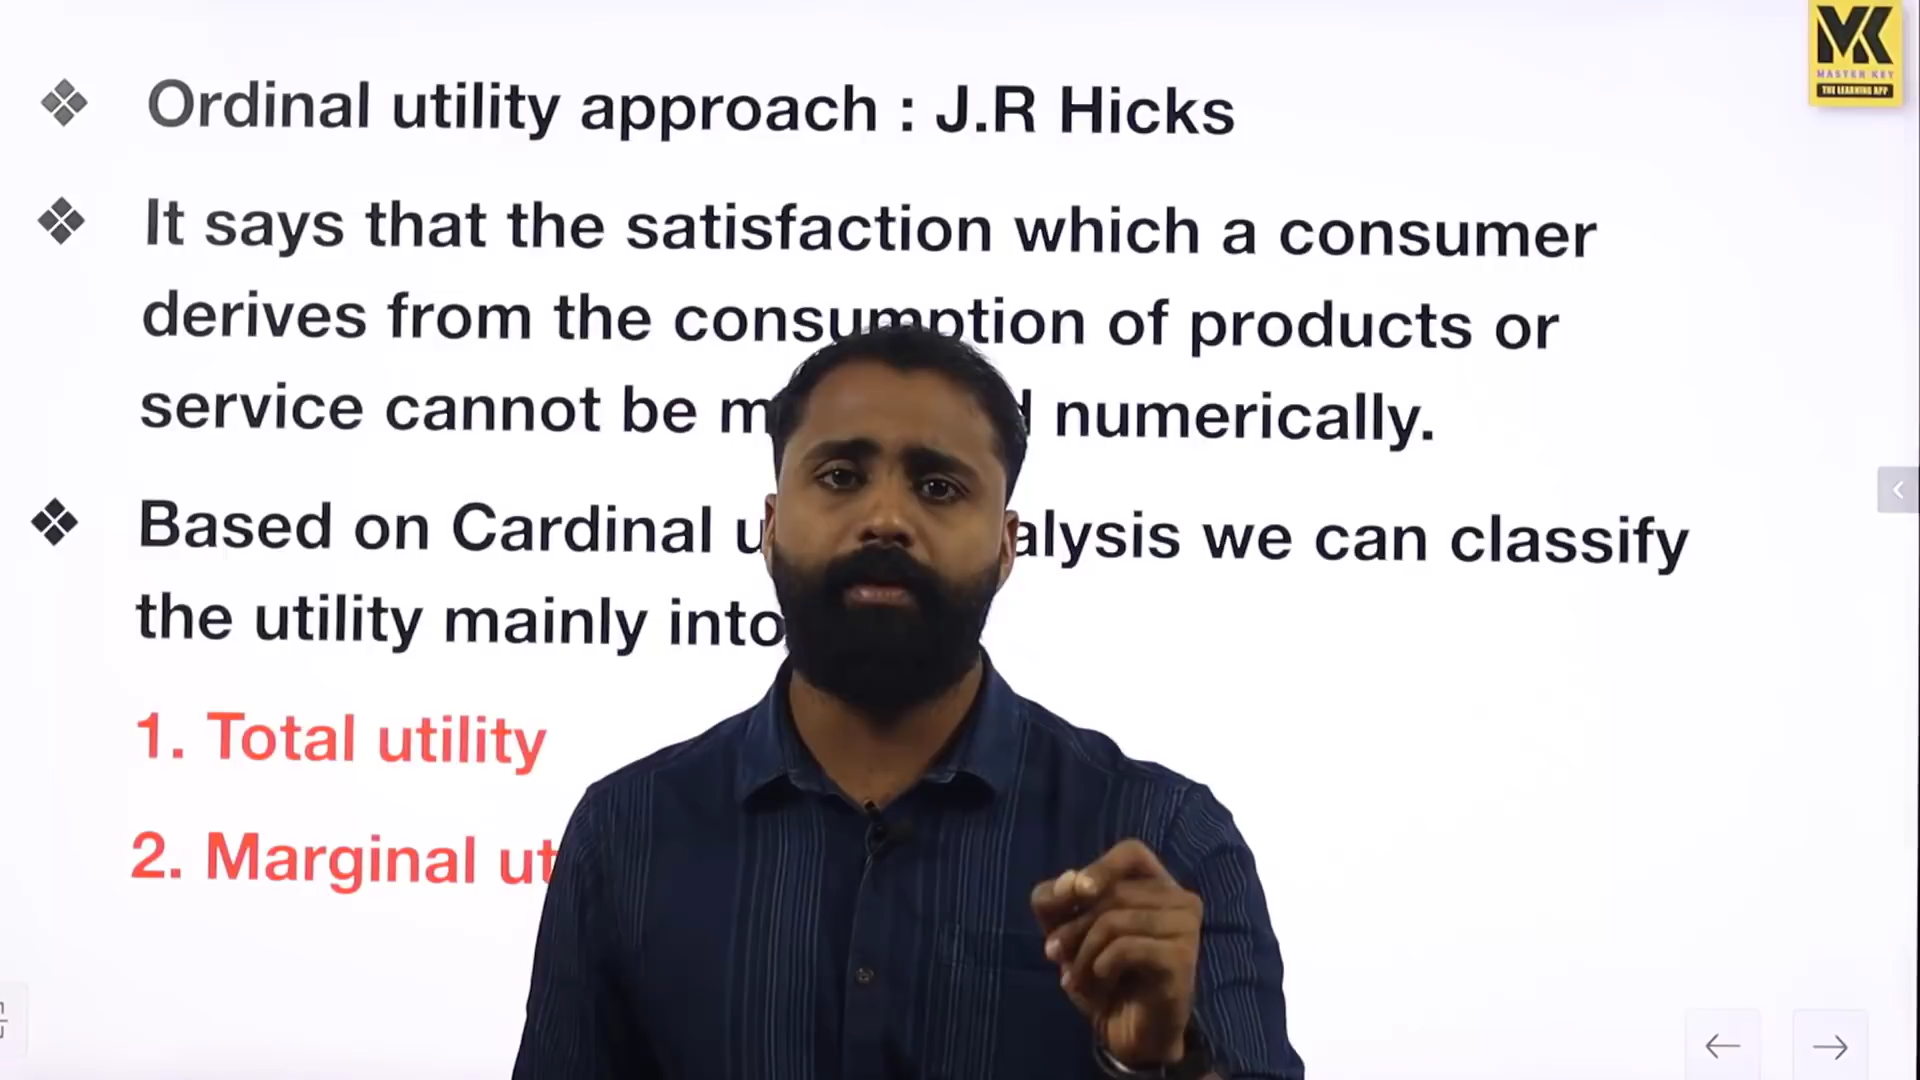 Ordinal utility approach : J.R Hicks
It says that the satisfaction which a consumer
derives from the consumption of products or
service cannot be numerically.
Based on Cardinal we can classify
the utility mainly into
1. Total utility
2. Marginal
MK
MASTER KEY
THE LEARNING APP